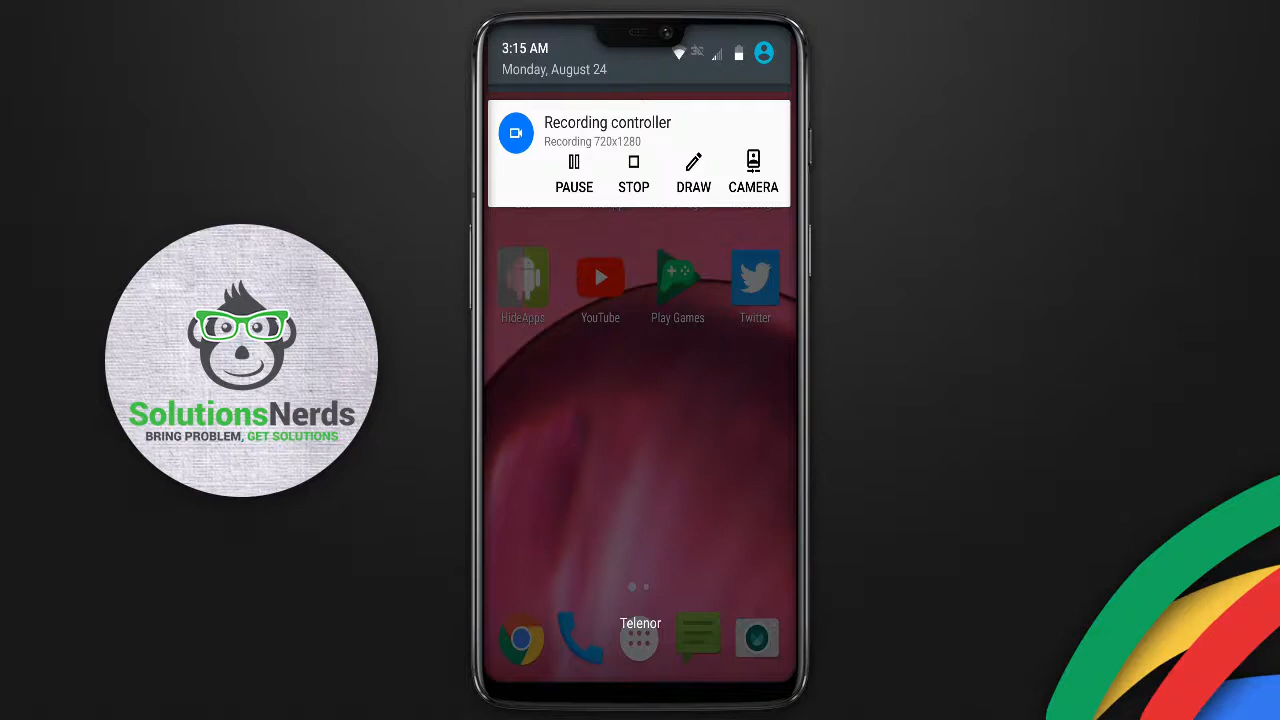 3:15 AM
3G
Monday, August 24
Recording controller
Recording 720x1280
PAUSE STOP DRAW CAMERA
HideApps YouTube Play Games Twitter
SolutionsNerds
BRING PROBLEM, GET SOLUTIONS
Telenor